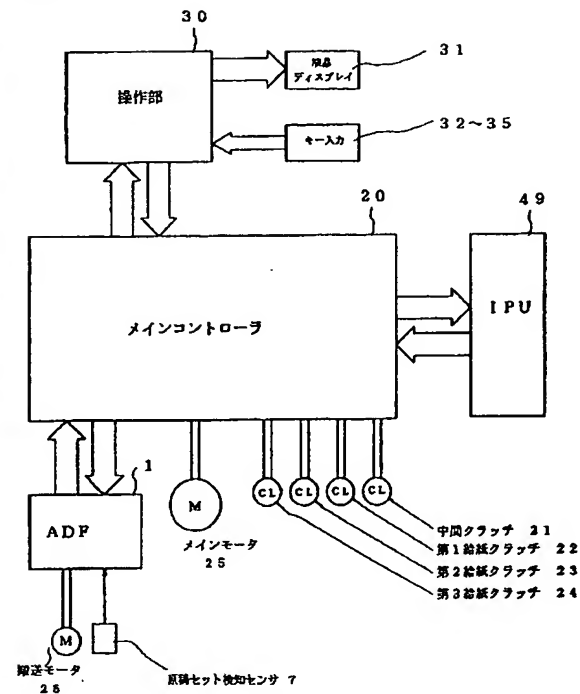 30
操作部
液晶
ディスプレイ
31
キー入力
32〜35
20
メインコントローラ
49
IPU
1
ADF
M
メインモータ
25
CL
CL
CL
CL
中間クラッチ 21
第1給紙クラッチ 22
第2給紙クラッチ 23
第3給紙クラッチ 24
M
搬送モータ
26
原稿セット検知センサ 7